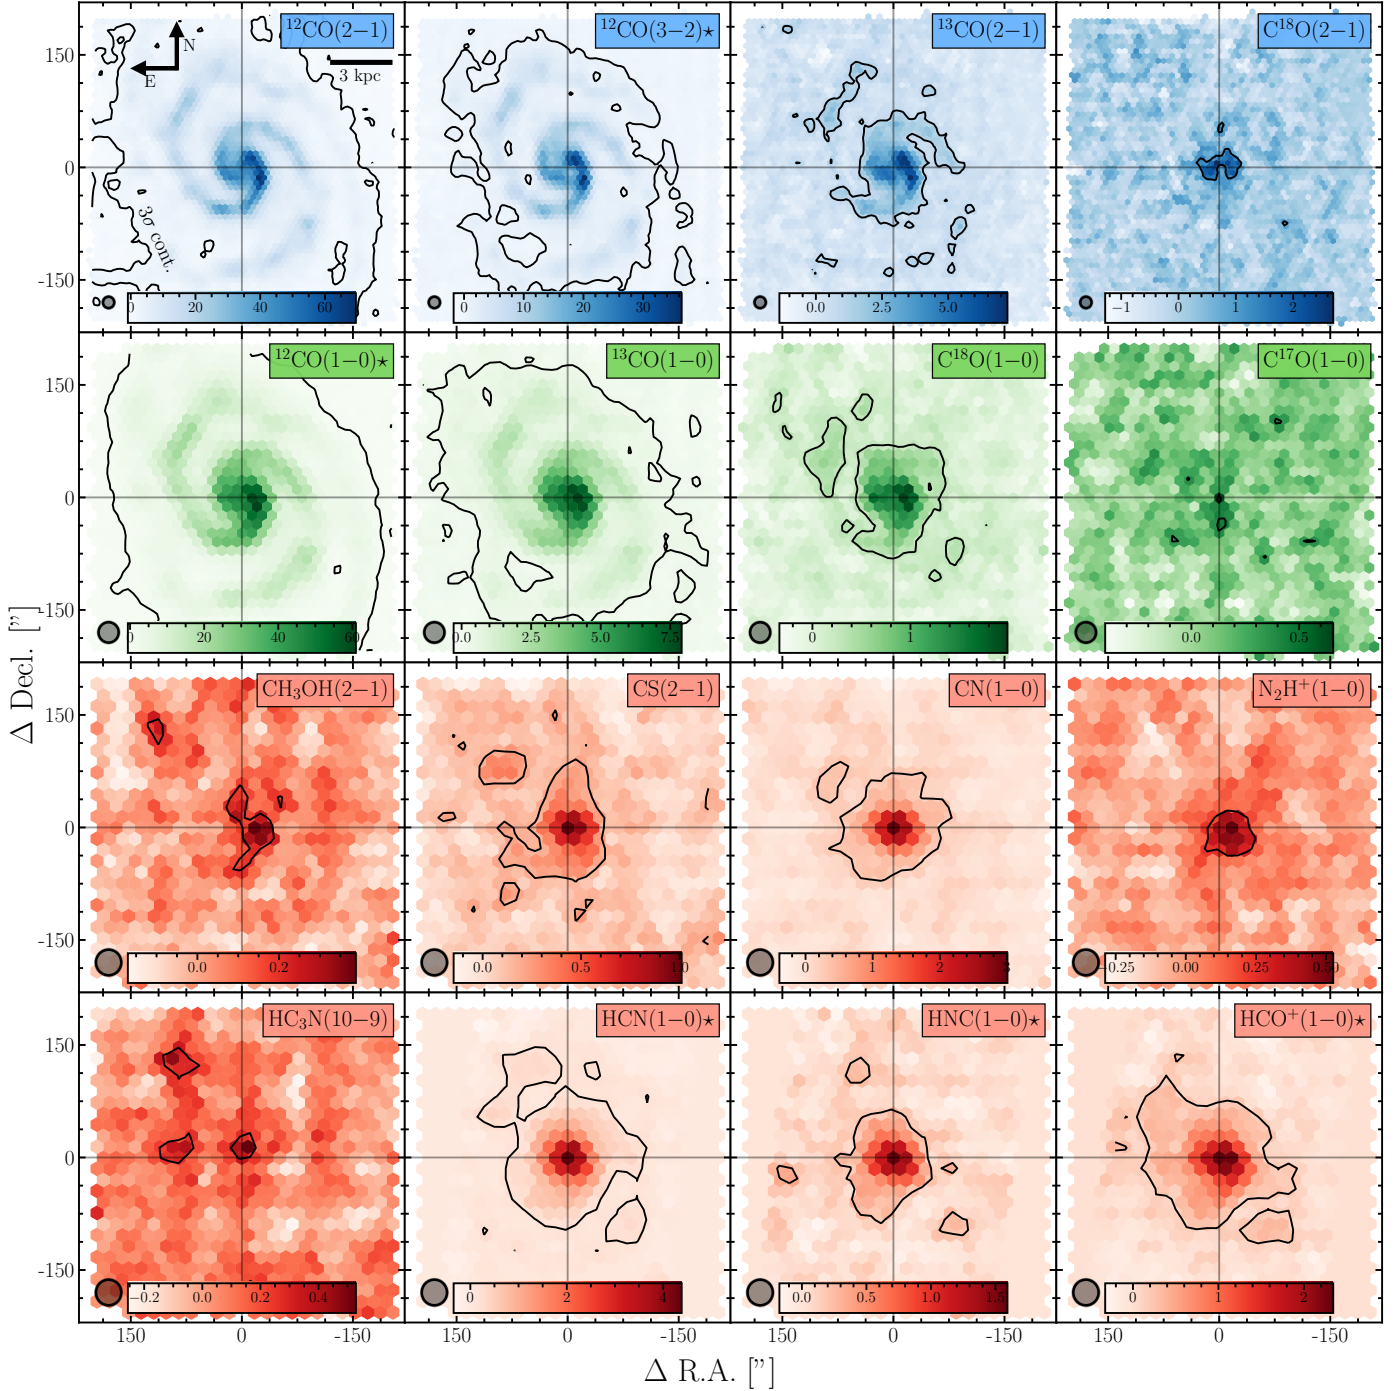 ¹²CO(2−1)
¹²CO(3−2)⋆
¹³CO(2−1)
C¹⁸O(2−1)
N
E
3 kpc
3σ cont.
150
0
-150
0 20 40 60
0 10 20 30
0.0 2.5 5.0
−1 0 1 2
¹²CO(1−0)⋆
¹³CO(1−0)
C¹⁸O(1−0)
C¹⁷O(1−0)
150
0
-150
0 20 40 60
0.0 2.5 5.0 7.5
0 1
0.0 0.5
Δ Decl. ["]
CH₃OH(2−1)
CS(2−1)
CN(1−0)
N₂H⁺(1−0)
150
0
-150
0.0 0.2
0.0 0.5 1.0
0 1 2 3
−0.25 0.00 0.25 0.50
HC₃N(10−9)
HCN(1−0)⋆
HNC(1−0)⋆
HCO⁺(1−0)⋆
150
0
-150
−0.2 0.0 0.2 0.4
0 2 4
0.0 0.5 1.0 1.5
0 1 2
150 0 -150
150 0 -150
150 0 -150
150 0 -150
Δ R.A. ["]